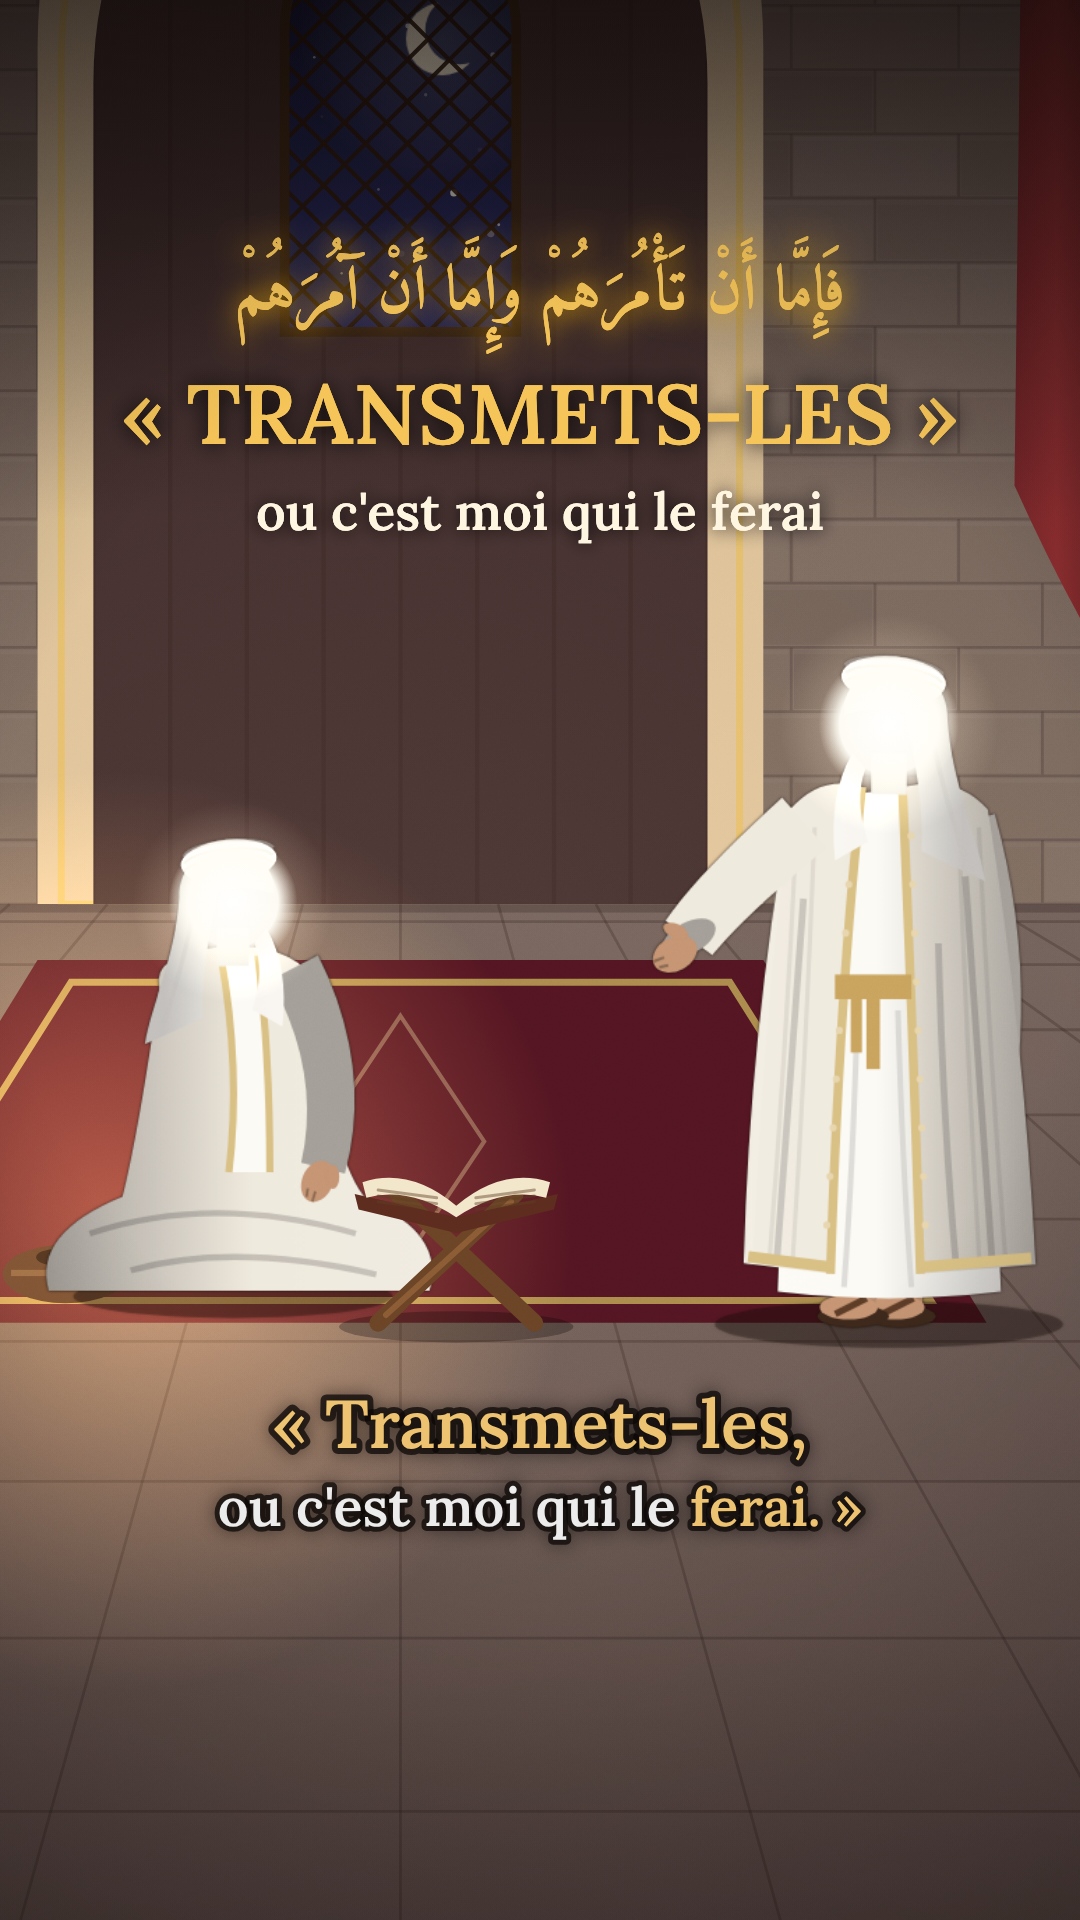 فَإِمَّا أَنْ تَأْمُرَهُمْ وَإِمَّا أَنْ آمُرَهُمْ
« TRANSMETS-LES »
ou c'est moi qui le ferai
« Transmets-les,
ou c'est moi qui le ferai. »